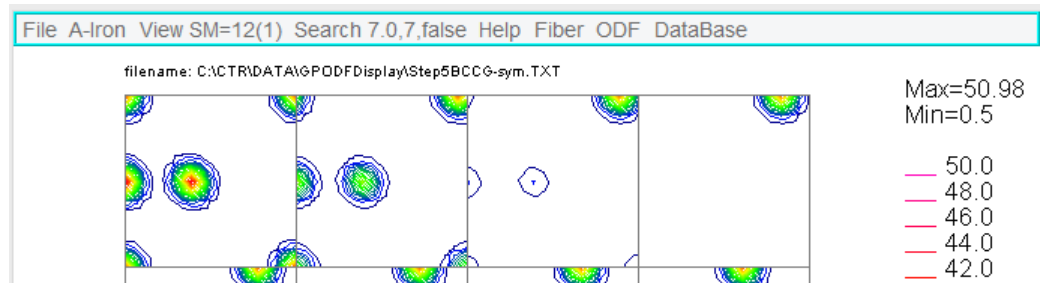 File A-Iron View SM=12(1) Search 7.0,7,false Help Fiber ODF DataBase
filename: C:\CTR\DATA\GPODFDisplay\Step5BCCG-sym.TXT
Max=50.98
Min=0.5
50.0
48.0
46.0
44.0
42.0